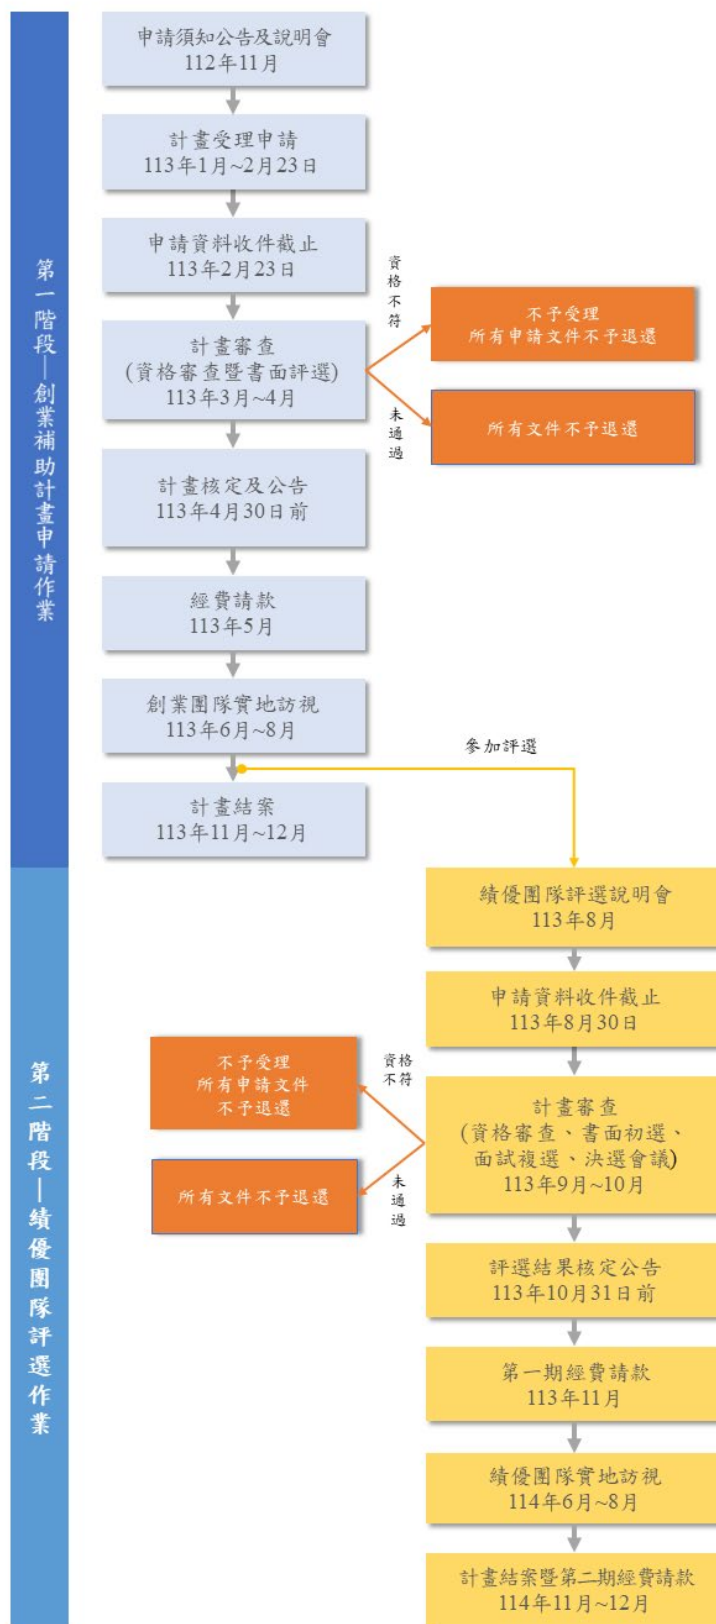 第一階段—創業補助計畫申請作業
申請須知公告及說明會
112年11月
計畫受理申請
113年1月~2月23日
申請資料收件截止
113年2月23日
計畫審查
(資格審查暨書面評選)
113年3月~4月
資格不符
不予受理
所有申請文件不予退還
未通過
所有文件不予退還
計畫核定及公告
113年4月30日前
經費請款
113年5月
創業團隊實地訪視
113年6月~8月
參加評選
計畫結案
113年11月~12月
第二階段—績優團隊評選作業
績優團隊評選說明會
113年8月
申請資料收件截止
113年8月30日
計畫審查
(資格審查、書面初選、
面試複選、決選會議)
113年9月~10月
資格
不符
不予受理
所有申請文件
不予退還
未通過
所有文件不予退還
評選結果核定公告
113年10月31日前
第一期經費請款
113年11月
績優團隊實地訪視
114年6月~8月
計畫結案暨第二期經費請款
114年11月~12月